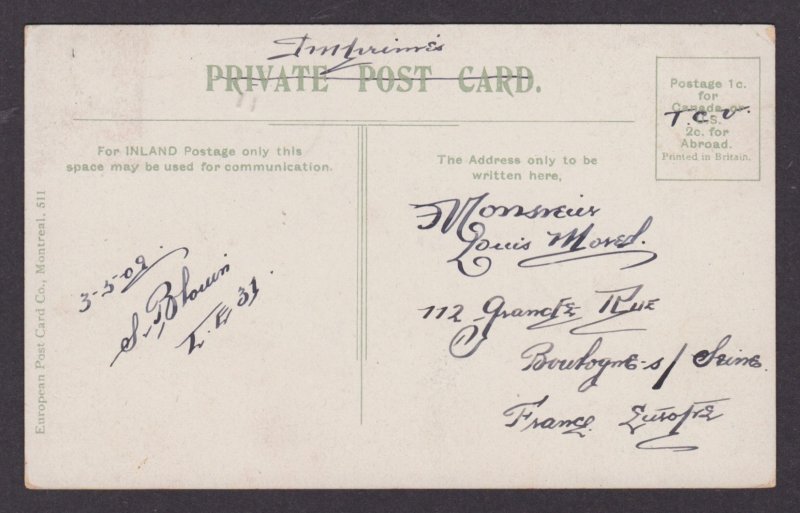 Imprimés
PRIVATE POST CARD.
Postage 1c.
for
Canada or
U.S.
2c. for
Abroad.
Printed in Britain.
T.C.V.
For INLAND Postage only this
space may be used for communication.
The Address only to be
written here,
European Post Card Co., Montreal, 511
3-5-09.
S. Blouin
L.E 31
Monsieur
Louis Morel.
112 Grande Rue
Boulogne-s/Seine.
France Europe